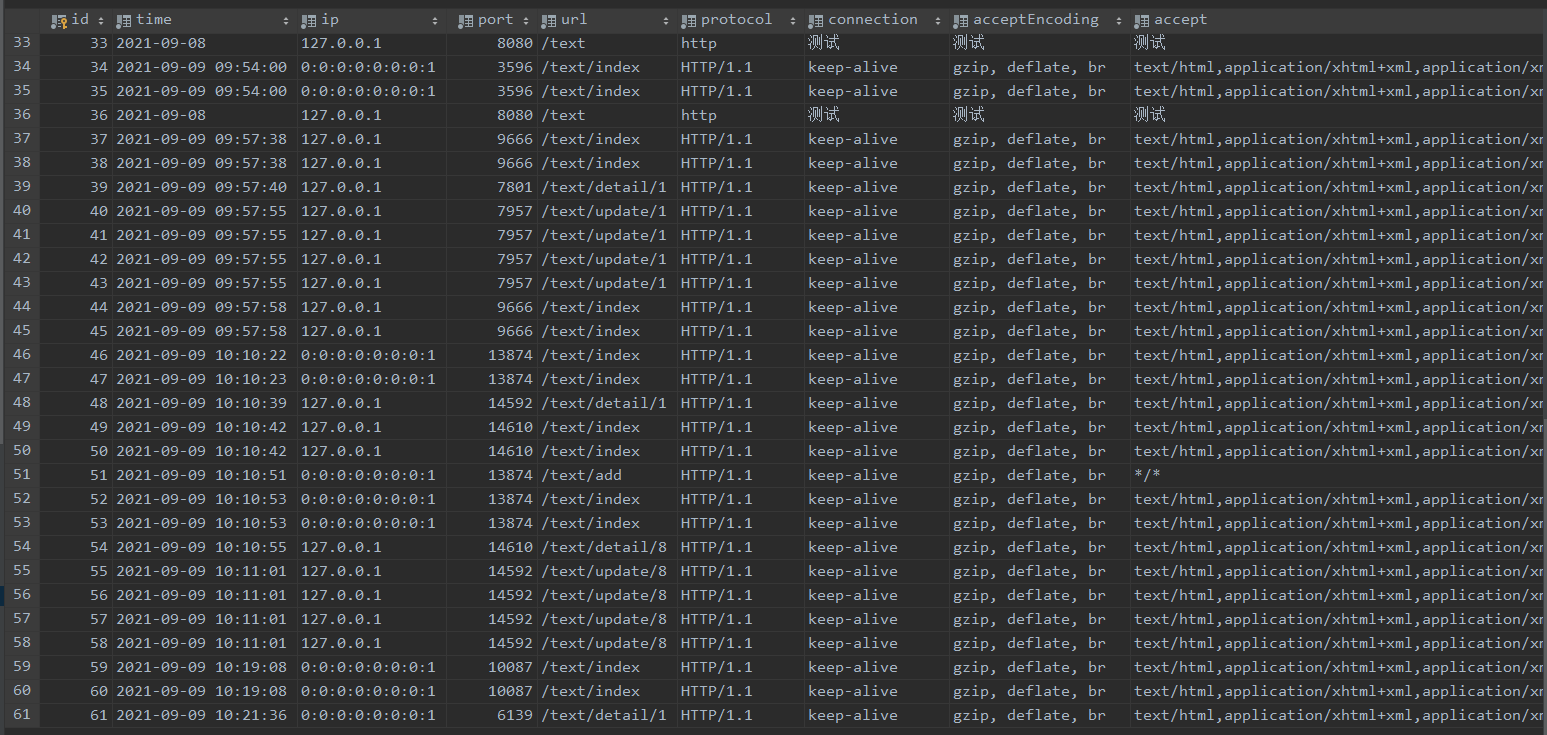 id time ip port url protocol connection acceptEncoding accept
33 33 2021-09-08 127.0.0.1 8080 /text http 测试 测试 测试
34 34 2021-09-09 09:54:00 0:0:0:0:0:0:0:1 3596 /text/index HTTP/1.1 keep-alive gzip, deflate, br text/html,application/xhtml+xml,application/xm
35 35 2021-09-09 09:54:00 0:0:0:0:0:0:0:1 3596 /text/index HTTP/1.1 keep-alive gzip, deflate, br text/html,application/xhtml+xml,application/xm
36 36 2021-09-08 127.0.0.1 8080 /text http 测试 测试 测试
37 37 2021-09-09 09:57:38 127.0.0.1 9666 /text/index HTTP/1.1 keep-alive gzip, deflate, br text/html,application/xhtml+xml,application/xm
38 38 2021-09-09 09:57:38 127.0.0.1 9666 /text/index HTTP/1.1 keep-alive gzip, deflate, br text/html,application/xhtml+xml,application/xm
39 39 2021-09-09 09:57:40 127.0.0.1 7801 /text/detail/1 HTTP/1.1 keep-alive gzip, deflate, br text/html,application/xhtml+xml,application/xm
40 40 2021-09-09 09:57:55 127.0.0.1 7957 /text/update/1 HTTP/1.1 keep-alive gzip, deflate, br text/html,application/xhtml+xml,application/xm
41 41 2021-09-09 09:57:55 127.0.0.1 7957 /text/update/1 HTTP/1.1 keep-alive gzip, deflate, br text/html,application/xhtml+xml,application/xm
42 42 2021-09-09 09:57:55 127.0.0.1 7957 /text/update/1 HTTP/1.1 keep-alive gzip, deflate, br text/html,application/xhtml+xml,application/xm
43 43 2021-09-09 09:57:55 127.0.0.1 7957 /text/update/1 HTTP/1.1 keep-alive gzip, deflate, br text/html,application/xhtml+xml,application/xm
44 44 2021-09-09 09:57:58 127.0.0.1 9666 /text/index HTTP/1.1 keep-alive gzip, deflate, br text/html,application/xhtml+xml,application/xm
45 45 2021-09-09 09:57:58 127.0.0.1 9666 /text/index HTTP/1.1 keep-alive gzip, deflate, br text/html,application/xhtml+xml,application/xm
46 46 2021-09-09 10:10:22 0:0:0:0:0:0:0:1 13874 /text/index HTTP/1.1 keep-alive gzip, deflate, br text/html,application/xhtml+xml,application/xm
47 47 2021-09-09 10:10:23 0:0:0:0:0:0:0:1 13874 /text/index HTTP/1.1 keep-alive gzip, deflate, br text/html,application/xhtml+xml,application/xm
48 48 2021-09-09 10:10:39 127.0.0.1 14592 /text/detail/1 HTTP/1.1 keep-alive gzip, deflate, br text/html,application/xhtml+xml,application/xm
49 49 2021-09-09 10:10:42 127.0.0.1 14610 /text/index HTTP/1.1 keep-alive gzip, deflate, br text/html,application/xhtml+xml,application/xm
50 50 2021-09-09 10:10:42 127.0.0.1 14610 /text/index HTTP/1.1 keep-alive gzip, deflate, br text/html,application/xhtml+xml,application/xm
51 51 2021-09-09 10:10:51 0:0:0:0:0:0:0:1 13874 /text/add HTTP/1.1 keep-alive gzip, deflate, br */*
52 52 2021-09-09 10:10:53 0:0:0:0:0:0:0:1 13874 /text/index HTTP/1.1 keep-alive gzip, deflate, br text/html,application/xhtml+xml,application/xm
53 53 2021-09-09 10:10:53 0:0:0:0:0:0:0:1 13874 /text/index HTTP/1.1 keep-alive gzip, deflate, br text/html,application/xhtml+xml,application/xm
54 54 2021-09-09 10:10:55 127.0.0.1 14610 /text/detail/8 HTTP/1.1 keep-alive gzip, deflate, br text/html,application/xhtml+xml,application/xm
55 55 2021-09-09 10:11:01 127.0.0.1 14592 /text/update/8 HTTP/1.1 keep-alive gzip, deflate, br text/html,application/xhtml+xml,application/xm
56 56 2021-09-09 10:11:01 127.0.0.1 14592 /text/update/8 HTTP/1.1 keep-alive gzip, deflate, br text/html,application/xhtml+xml,application/xm
57 57 2021-09-09 10:11:01 127.0.0.1 14592 /text/update/8 HTTP/1.1 keep-alive gzip, deflate, br text/html,application/xhtml+xml,application/xm
58 58 2021-09-09 10:11:01 127.0.0.1 14592 /text/update/8 HTTP/1.1 keep-alive gzip, deflate, br text/html,application/xhtml+xml,application/xm
59 59 2021-09-09 10:19:08 0:0:0:0:0:0:0:1 10087 /text/index HTTP/1.1 keep-alive gzip, deflate, br text/html,application/xhtml+xml,application/xm
60 60 2021-09-09 10:19:08 0:0:0:0:0:0:0:1 10087 /text/index HTTP/1.1 keep-alive gzip, deflate, br text/html,application/xhtml+xml,application/xm
61 61 2021-09-09 10:21:36 0:0:0:0:0:0:0:1 6139 /text/detail/1 HTTP/1.1 keep-alive gzip, deflate, br text/html,application/xhtml+xml,application/xm